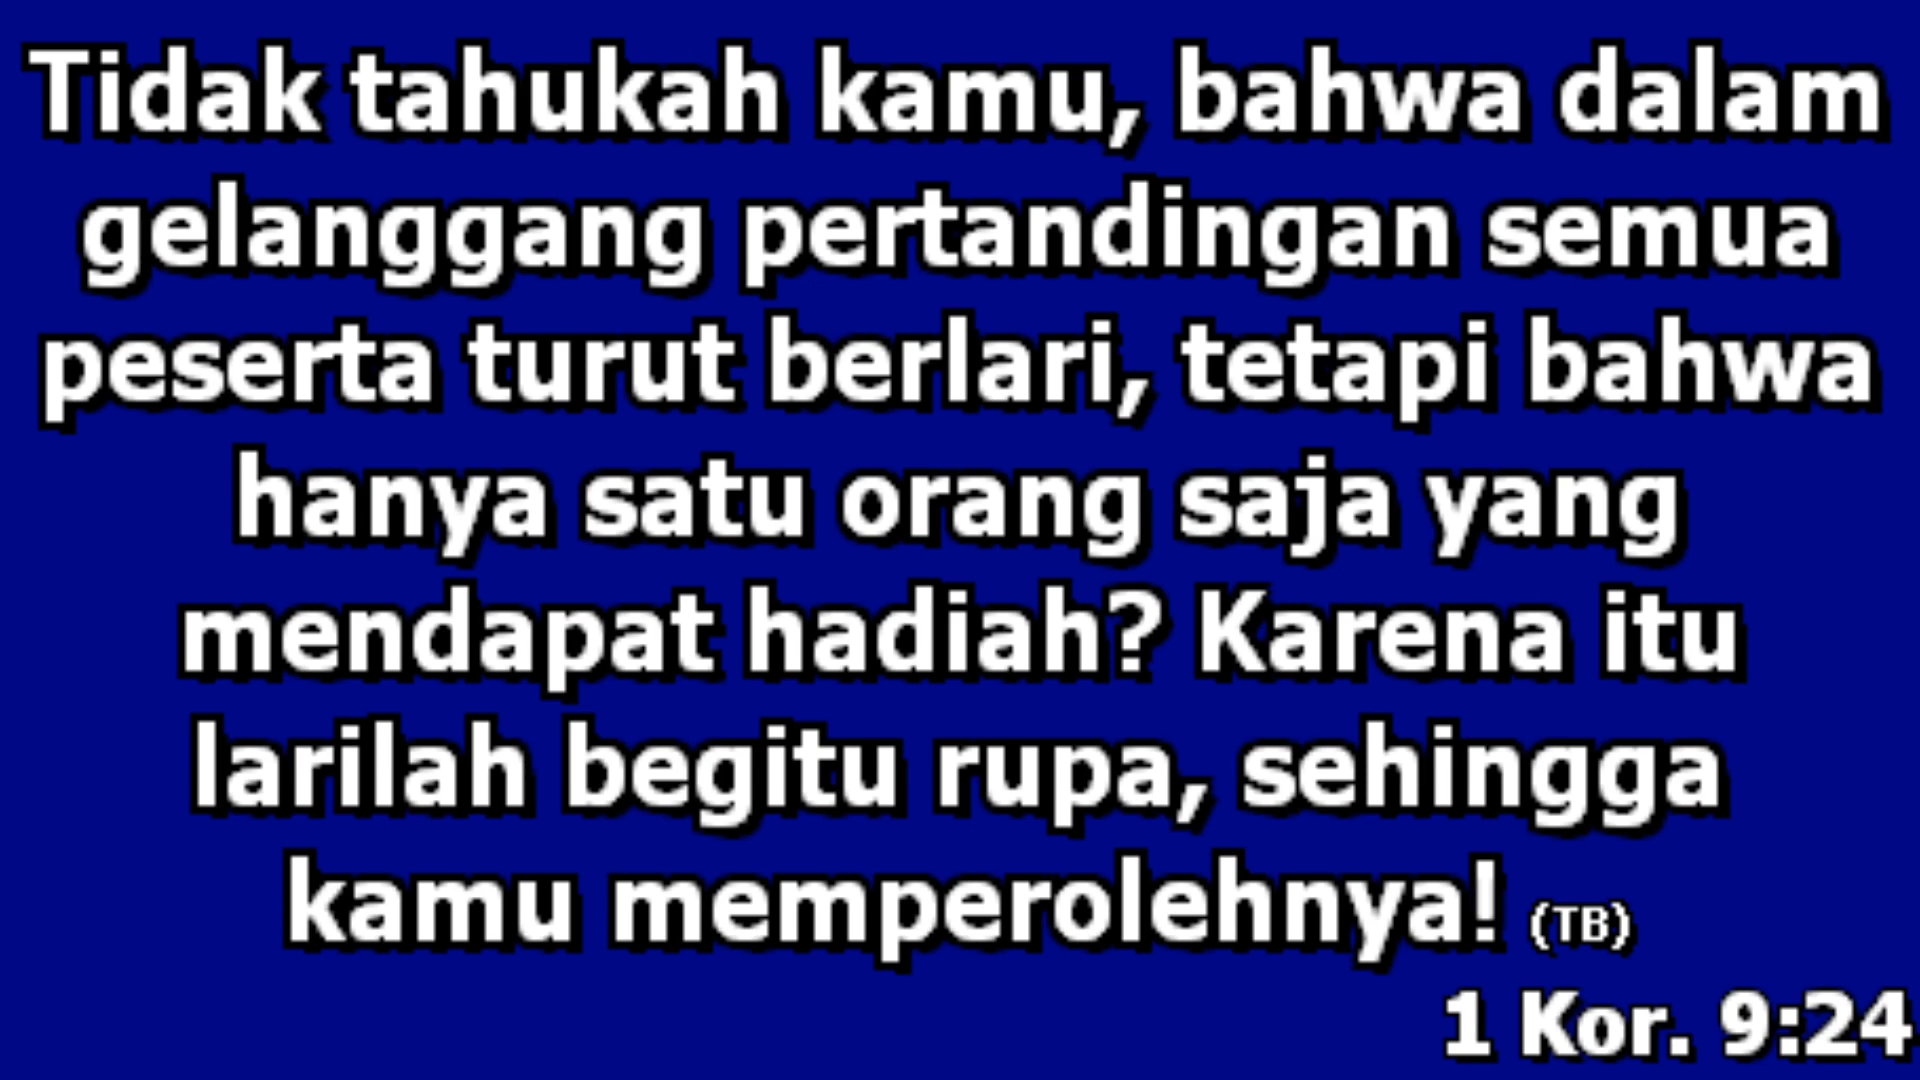 Tidak tahukah kamu, bahwa dalam
gelanggang pertandingan semua
peserta turut berlari, tetapi bahwa
hanya satu orang saja yang
mendapat hadiah? Karena itu
larilah begitu rupa, sehingga
kamu memperolehnya! (TB)
1 Kor. 9:24